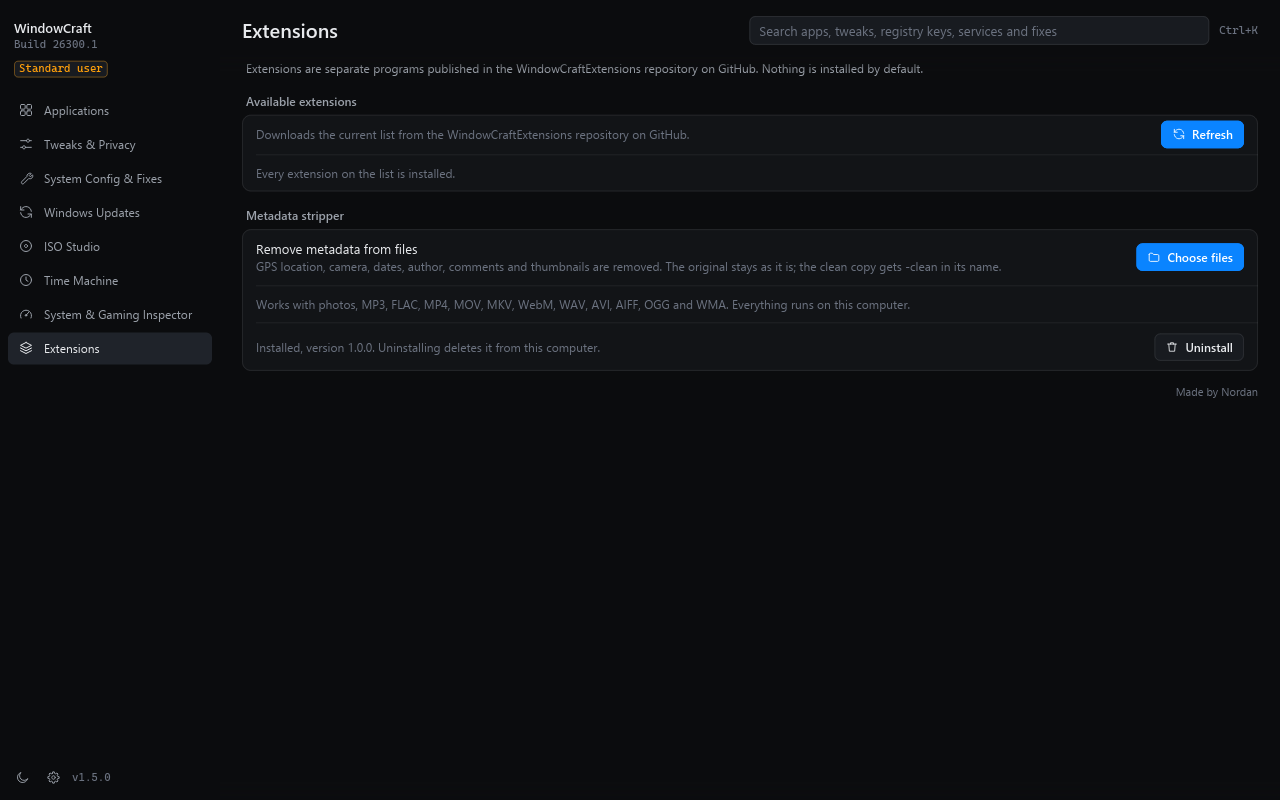 WindowCraft
Build 26300.1
Standard user
Applications
Tweaks & Privacy
System Config & Fixes
Windows Updates
ISO Studio
Time Machine
System & Gaming Inspector
Extensions
v1.5.0
Extensions
Search apps, tweaks, registry keys, services and fixes
Ctrl+K
Extensions are separate programs published in the WindowCraftExtensions repository on GitHub. Nothing is installed by default.
Available extensions
Downloads the current list from the WindowCraftExtensions repository on GitHub.
Refresh
Every extension on the list is installed.
Metadata stripper
Remove metadata from files
GPS location, camera, dates, author, comments and thumbnails are removed. The original stays as it is; the clean copy gets -clean in its name.
Choose files
Works with photos, MP3, FLAC, MP4, MOV, MKV, WebM, WAV, AVI, AIFF, OGG and WMA. Everything runs on this computer.
Installed, version 1.0.0. Uninstalling deletes it from this computer.
Uninstall
Made by Nordan